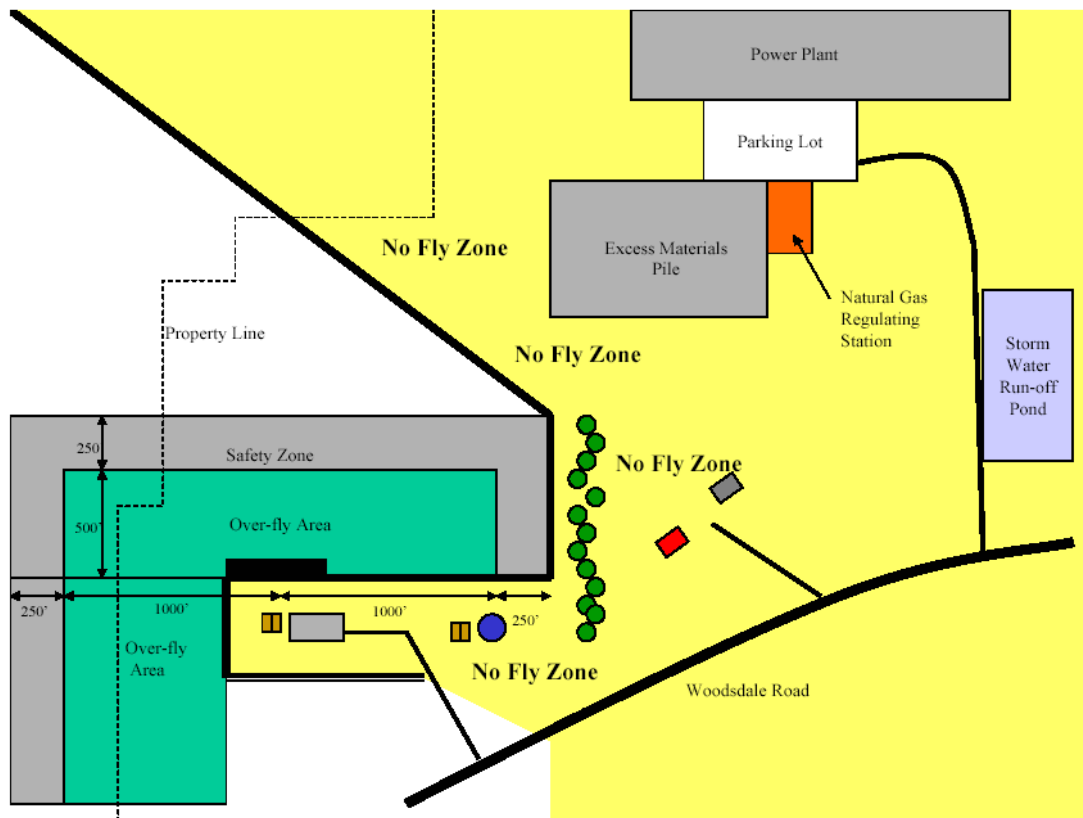 Power Plant
Parking Lot
No Fly Zone
Excess Materials
Pile
Natural Gas
Regulating
Station
Property Line
No Fly Zone
Storm
Water
Run-off
Pond
250
Safety Zone
No Fly Zone
500'
Over-fly Area
250'
1000'
1000'
250'
Over-fly
Area
No Fly Zone
Woodsdale Road